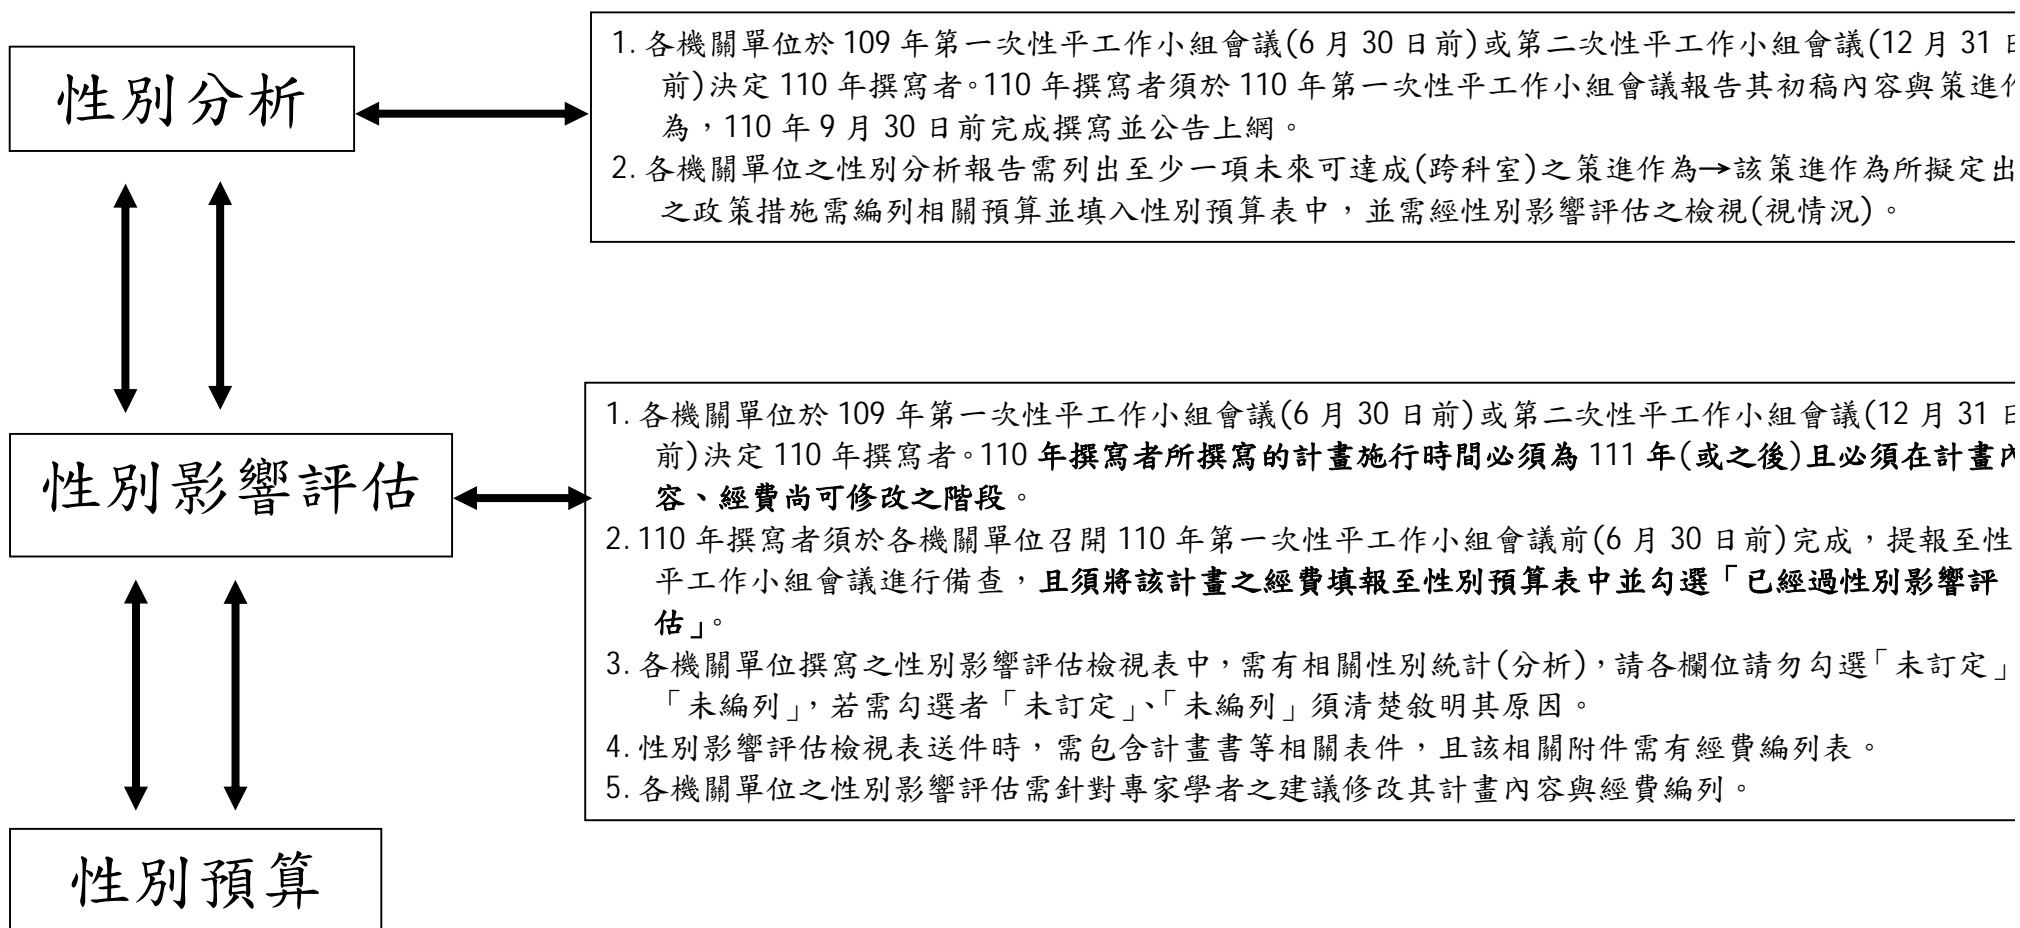 性別分析
1. 各機關單位於 109 年第一次性平工作小組會議(6 月 30 日前)或第二次性平工作小組會議(12 月 31
前)決定 110 年撰寫者。110 年撰寫者須於 110 年第一次性平工作小組會議報告其初稿內容與策進
為，110 年 9 月 30 日前完成撰寫並公告上網。
2. 各機關單位之性別分析報告需列出至少一項未來可達成(跨科室)之策進作為→該策進作為所擬定出
之政策措施需編列相關預算並填入性別預算表中，並需經性別影響評估之檢視(視情況)。
性別影響評估
1. 各機關單位於 109 年第一次性平工作小組會議(6 月 30 日前)或第二次性平工作小組會議(12 月 31
前)決定 110 年撰寫者。110 年撰寫者所撰寫的計畫施行時間必須為 111 年(或之後)且必須在計畫
容、經費尚可修改之階段。
2. 110 年撰寫者須於各機關單位召開 110 年第一次性平工作小組會議前(6 月 30 日前)完成，提報至性
平工作小組會議進行備查，且須將該計畫之經費填報至性別預算表中並勾選「已經過性別影響評
估」。
3. 各機關單位撰寫之性別影響評估檢視表中，需有相關性別統計(分析)，請各欄位請勿勾選「未訂定」
「未編列」，若需勾選者「未訂定」、「未編列」須清楚敘明其原因。
4. 性別影響評估檢視表送件時，需包含計畫書等相關表件，且該相關附件需有經費編列表。
5. 各機關單位之性別影響評估需針對專家學者之建議修改其計畫內容與經費編列。
性別預算